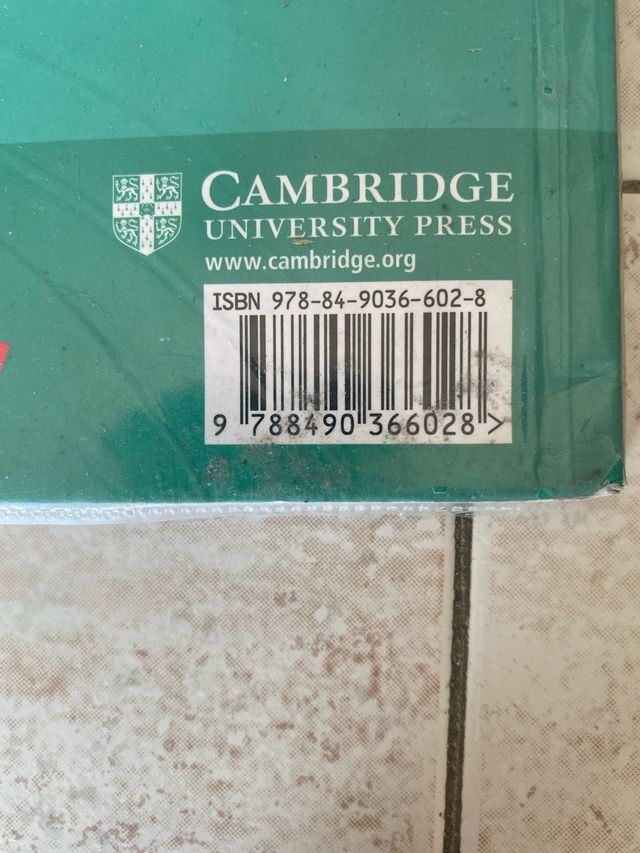 CAMBRIDGE
UNIVERSITY PRESS
www.cambridge.org
ISBN 978-84-9036-602-8
9 788490 366028 >